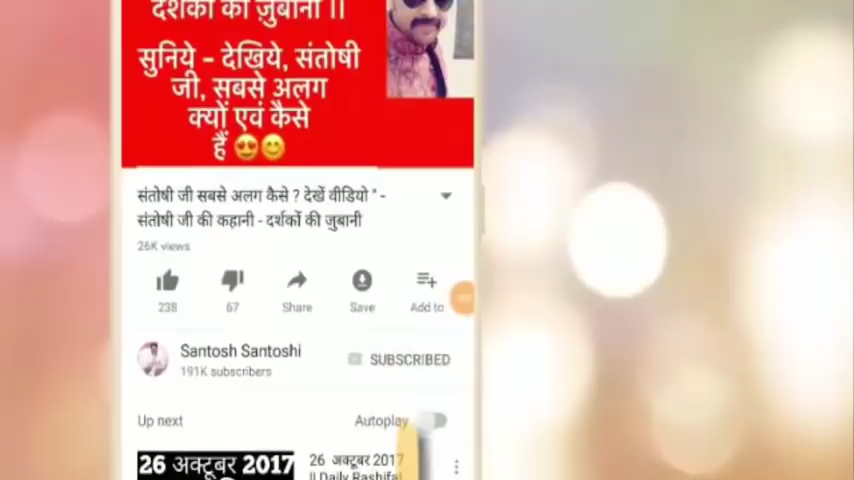 दर्शकों की ज़ुबानी ||
सुनिये - देखिये, संतोषी
जी, सबसे अलग
क्यों एवं कैसे
हैं 😍😊
संतोषी जी सबसे अलग कैसे ? देखें वीडियो " -
संतोषी जी की कहानी - दर्शकों की जुबानी
26K views
238 67 Share Save Add to
Santosh Santoshi
SUBSCRIBED
191K subscribers
Up next Autoplay
26 अक्टूबर 2017 26 अक्टूबर 2017
|| Daily Rashifal